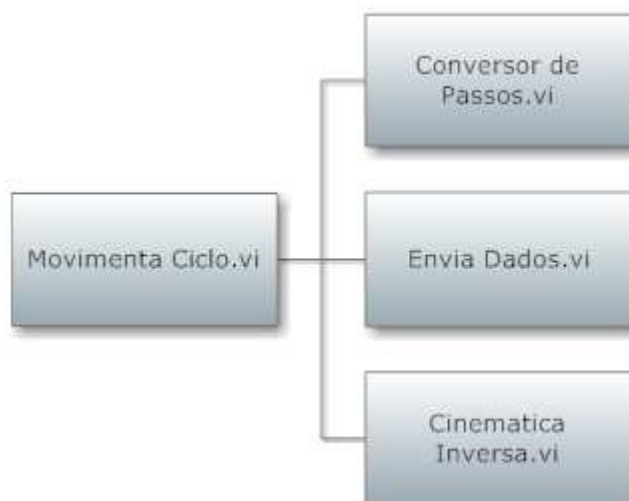 Conversor de
Passos.vi
Movimenta Ciclo.vi
Envia Dados.vi
Cinematica
Inversa.vi